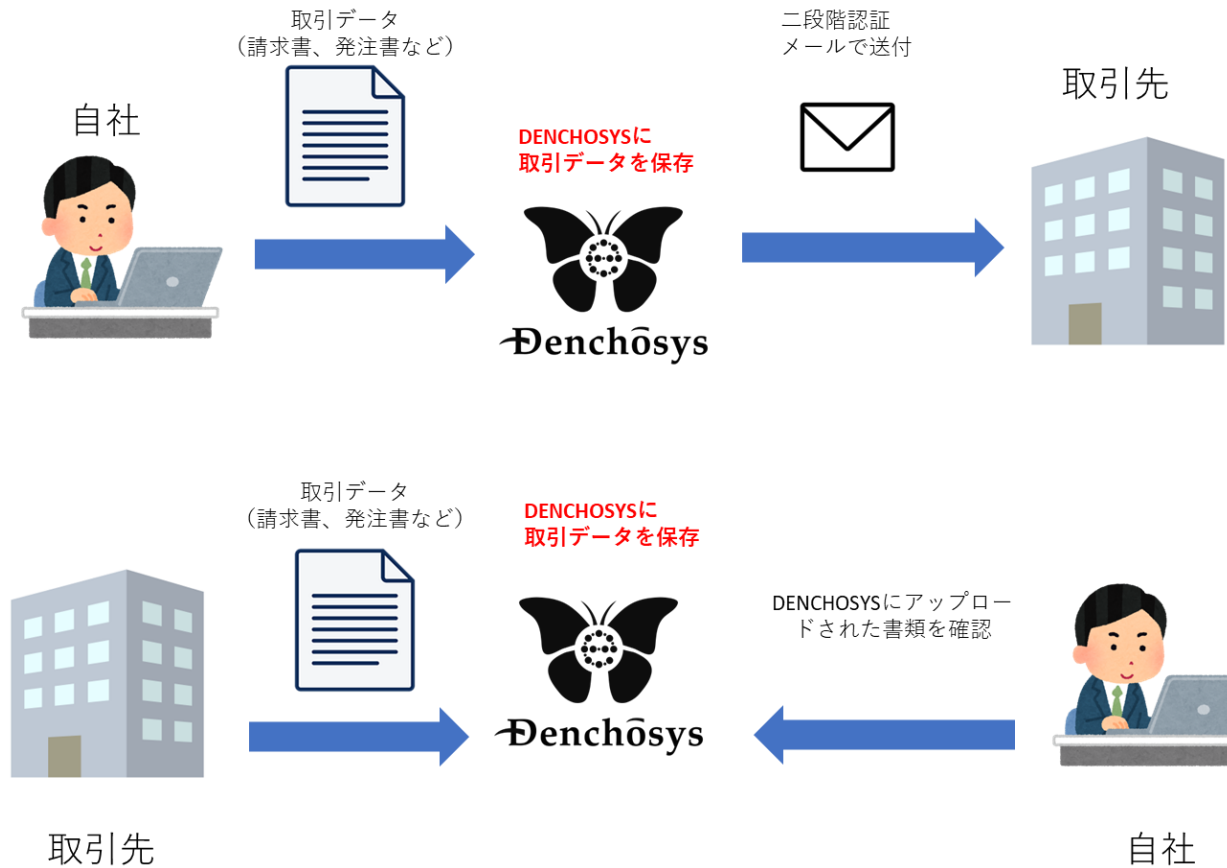 取引データ
（請求書、発注書など）
二段階認証
メールで送付
自社
取引先
DENCHOSYSに
取引データを保存
Denchōsys
取引データ
（請求書、発注書など）
DENCHOSYSに
取引データを保存
DENCHOSYSにアップロー
ドされた書類を確認
Denchōsys
取引先
自社